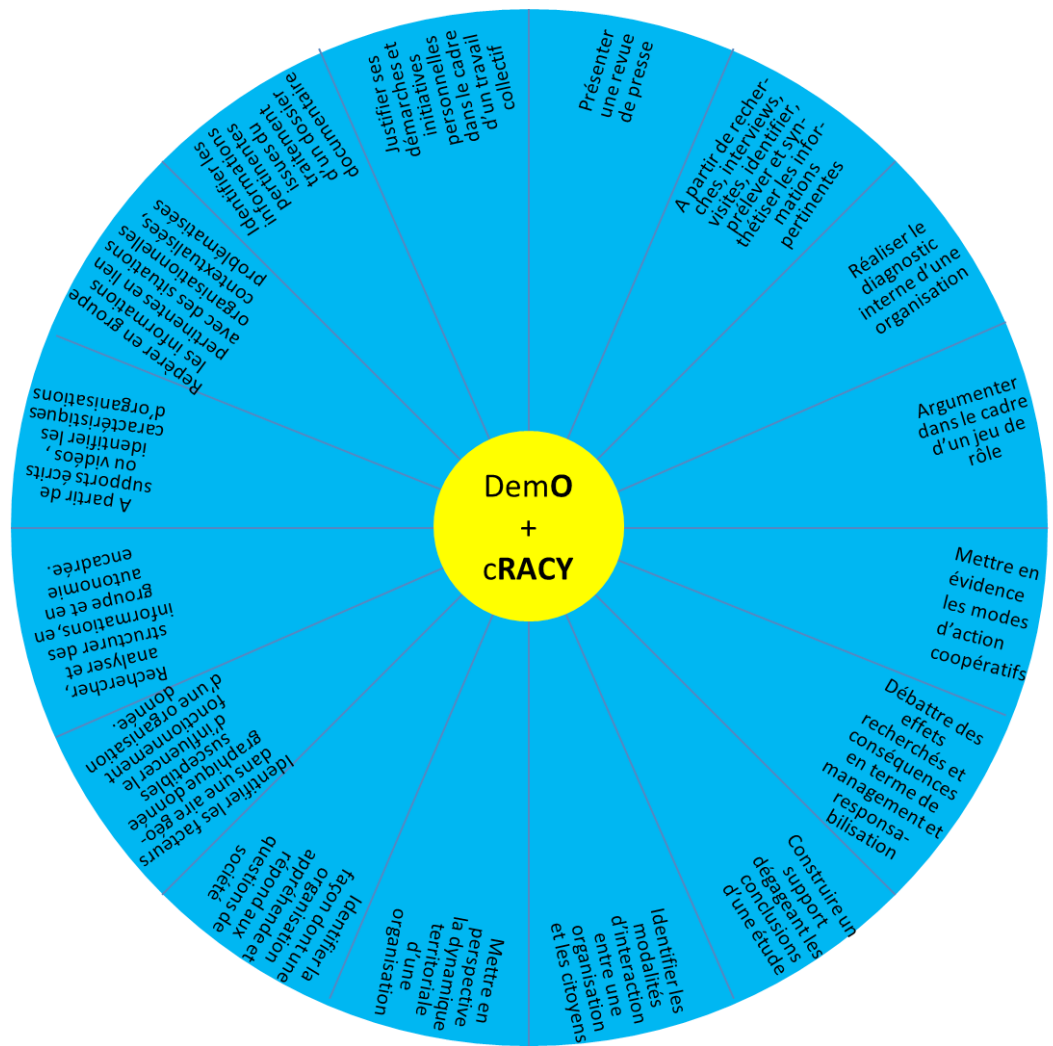 Présenter
une revue
de presse
A partir de recher-
ches, interviews,
visites, identifier,
prélever et syn-
thétiser les infor-
mations
pertinentes
Réaliser le
diagnostic
interne d'une
organisation
Argumenter
dans le cadre
d'un jeu de
rôle
Mettre en
évidence
les modes
d'action
coopératifs
Débattre des
effets
recherchés et
conséquences
en terme de
management et
responsa-
bilisation
Construire un
support
dégageant les
conclusions
d'une étude
Identifier les
modalités
d'interaction
entre une
organisation
et les citoyens
Mettre en
perspective
la dynamique
territoriale
d'une
organisation
Identifier la
façon dont une
organisation
appréhende et
répond aux
questions de
société
Identifier les facteurs
dans une aire géo-
graphique donnée
susceptibles
d'influencer le
fonctionnement
d'une organisation
donnée.
Rechercher,
analyser et
structurer des
informations, en
groupe et en
autonomie
encadrée.
A partir de
supports écrits
ou vidéos,
identifier les
caractéristiques
d'organisations
Repérer en groupe
les informations
pertinentes en lien
avec des situations
organisationnelles
contextualisées,
problématisées
Identifier les
informations
pertinentes
issues du
traitement
d'un dossier
documentaire
Justifier ses
démarches et
initiatives
personnelles
dans le cadre
d'un travail
collectif
DemO
+
cRACY